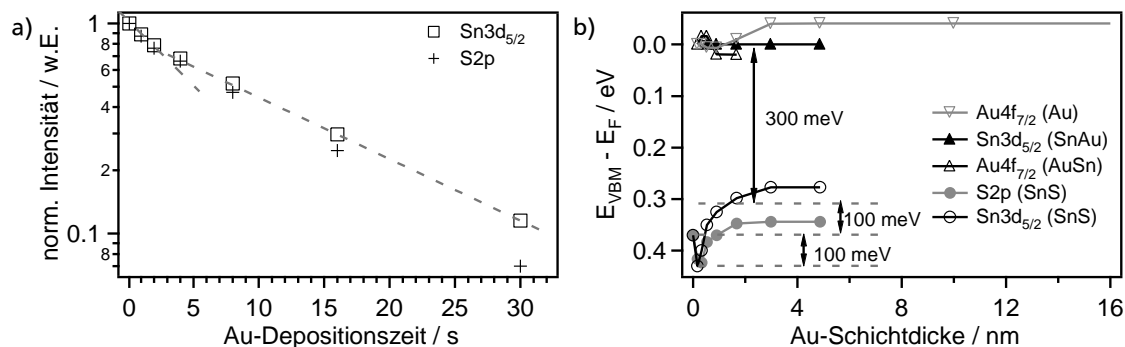 a)
norm. Intensität / w.E.
1
8
6
4
2
0.1
8
Sn3d5/2
S2p
0
5
10
15
20
25
30
Au-Depositionszeit / s
b)
EVBM - EF / eV
0.0
0.1
0.2
0.3
0.4
300 meV
100 meV
100 meV
Au4f7/2 (Au)
Sn3d5/2 (SnAu)
Au4f7/2 (AuSn)
S2p (SnS)
Sn3d5/2 (SnS)
0
4
8
12
16
Au-Schichtdicke / nm